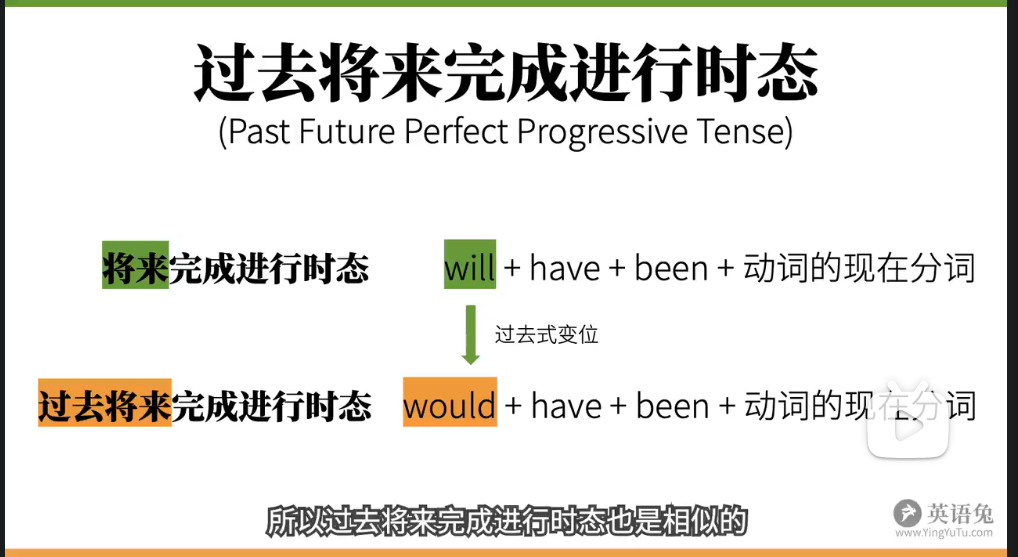 过去将来完成进行时态
(Past Future Perfect Progressive Tense)
将来完成进行时态 will + have + been + 动词的现在分词
过去式变位
过去将来完成进行时态 would + have + been + 动词的现在分词
所以过去将来完成进行时态也是相似的
英语兔
www.YingYuTu.com